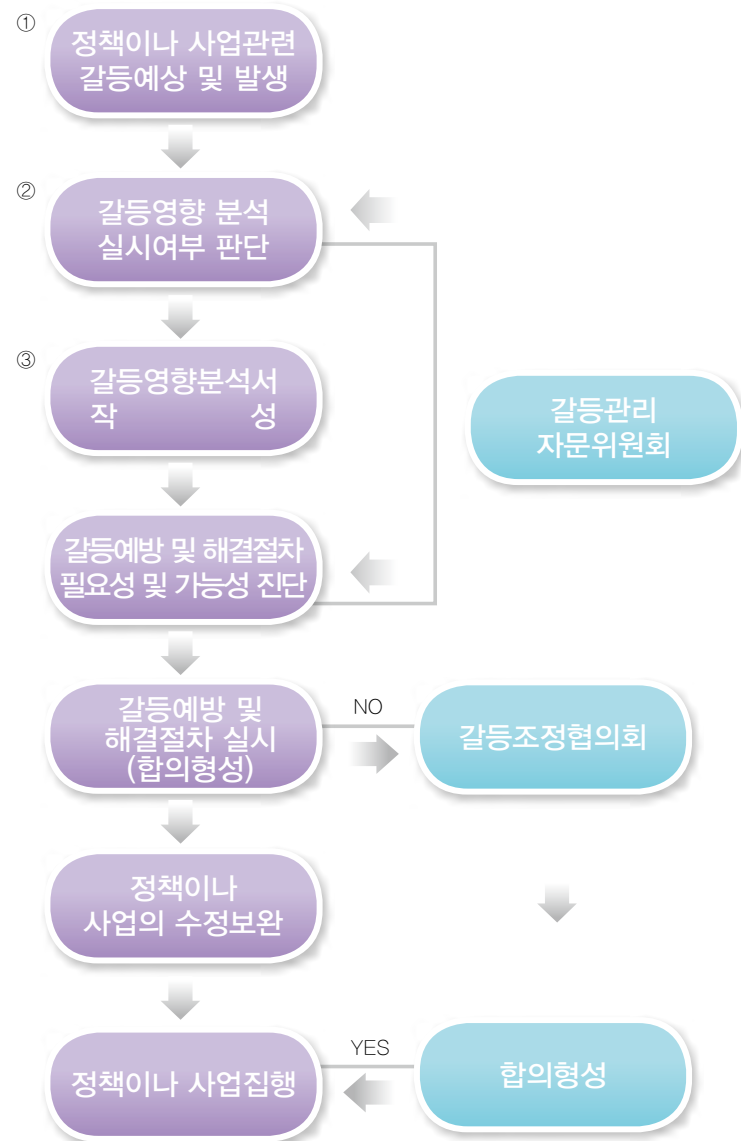 ①
정책이나 사업관련
갈등예상 및 발생
②
갈등영향 분석
실시여부 판단
③
갈등영향분석서
작 성
갈등관리
자문위원회
갈등예방 및 해결절차
필요성 및 가능성 진단
갈등예방 및
해결절차 실시
(합의형성)
NO
갈등조정협의회
정책이나
사업의 수정보완
정책이나 사업집행
YES
합의형성